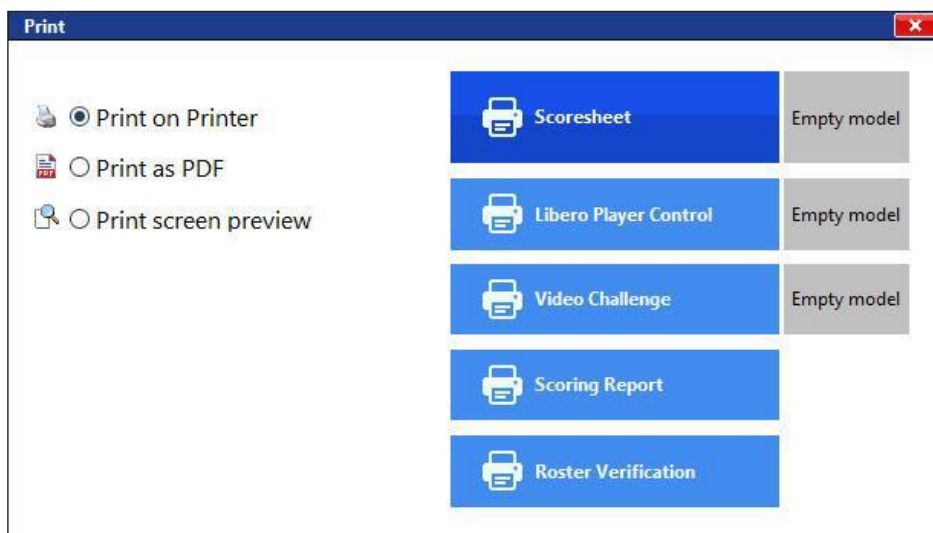 Print
Print on Printer
Print as PDF
Print screen preview
Scoresheet
Empty model
Libero Player Control
Empty model
Video Challenge
Empty model
Scoring Report
Roster Verification